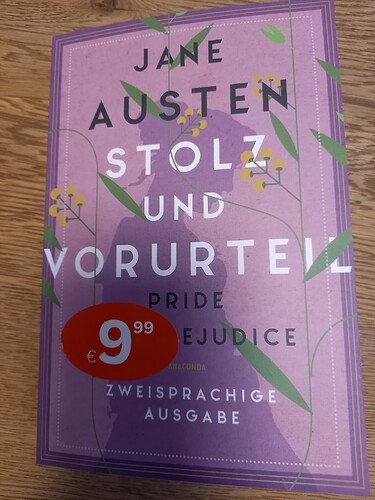 JANE
AUSTEN
STOLZ
UND
VORURTEIL
PRIDE
EJUDICE
€9.99
ANACONDA
ZWEISPRACHIGE
AUSGABE